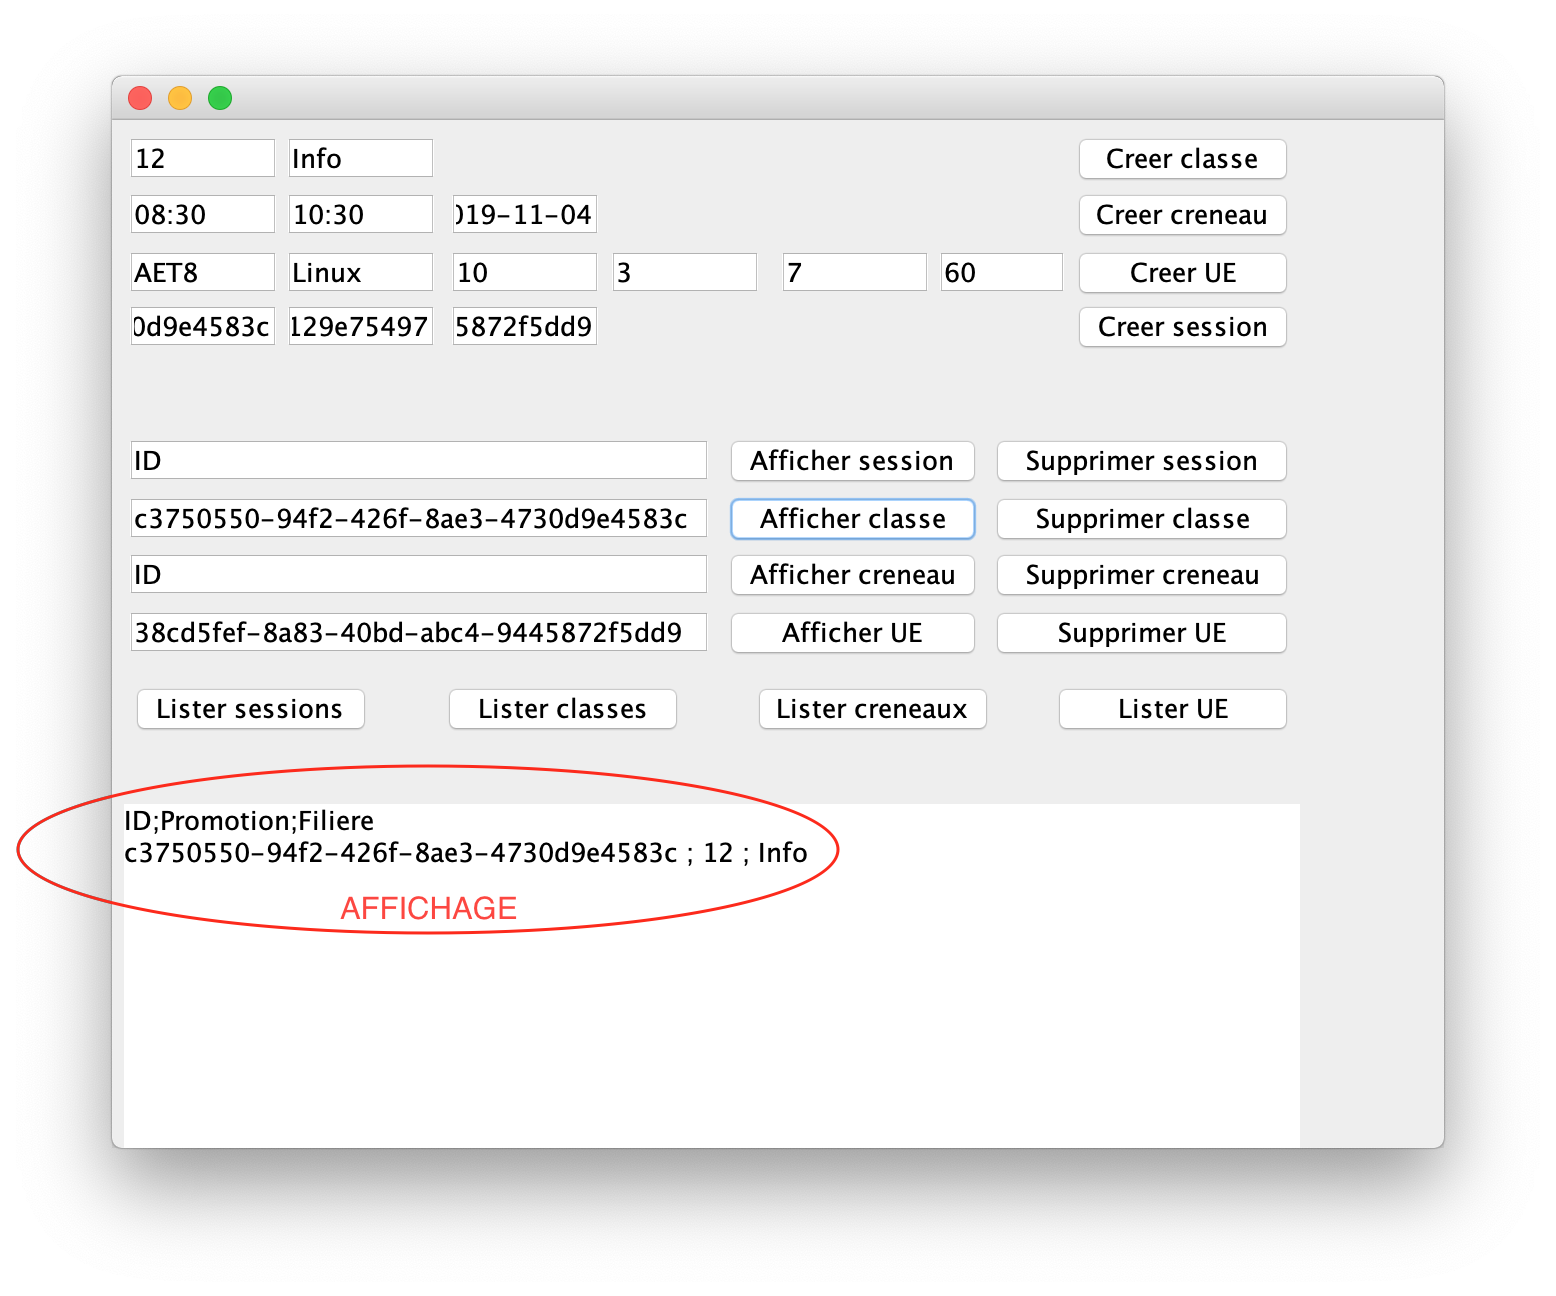 12 Info Creer classe
08:30 10:30 019-11-04 Creer creneau
AET8 Linux 10 3 7 60 Creer UE
0d9e4583c 129e75497 5872f5dd9 Creer session
ID Afficher session Supprimer session
c3750550-94f2-426f-8ae3-4730d9e4583c Afficher classe Supprimer classe
ID Afficher creneau Supprimer creneau
38cd5fef-8a83-40bd-abc4-9445872f5dd9 Afficher UE Supprimer UE
Lister sessions Lister classes Lister creneaux Lister UE
ID;Promotion;Filiere
c3750550-94f2-426f-8ae3-4730d9e4583c ; 12 ; Info
AFFICHAGE